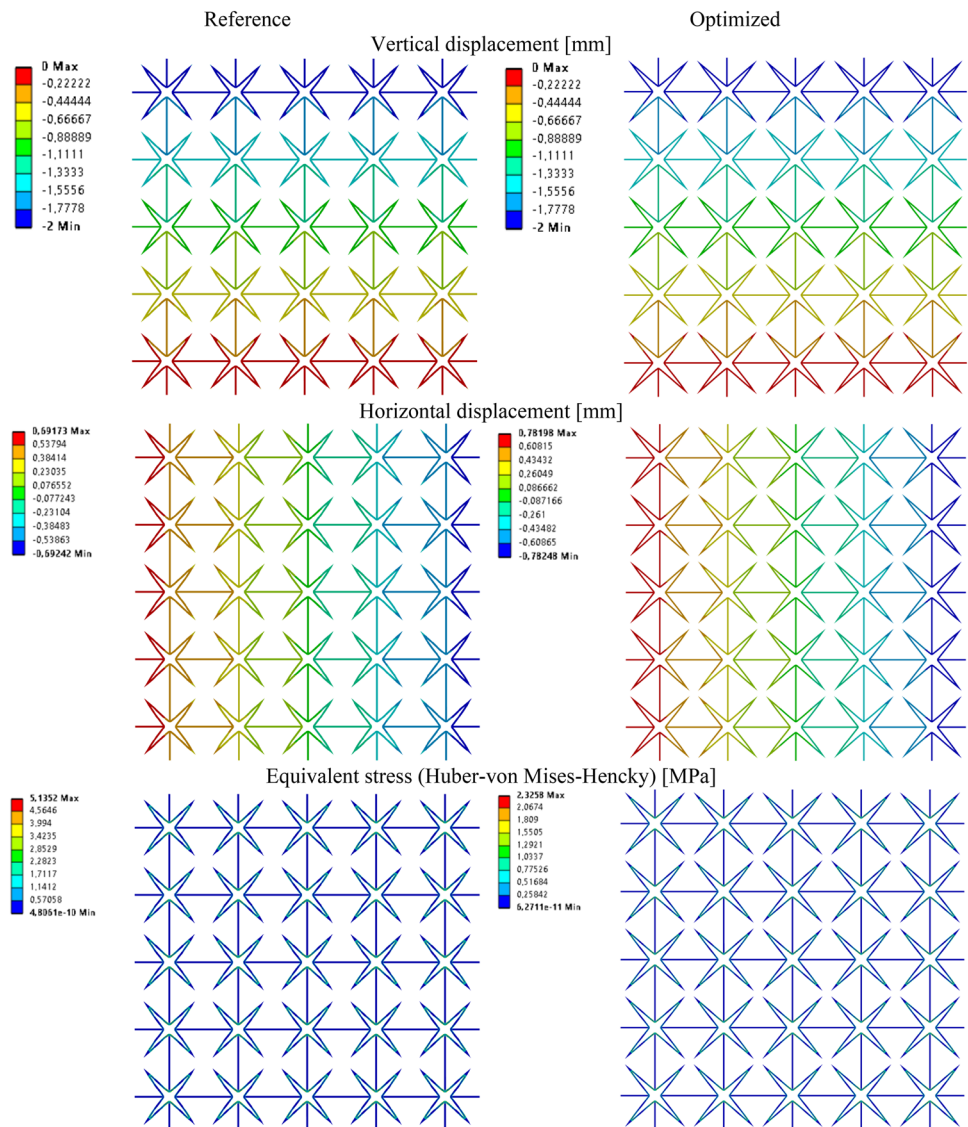 Reference
Optimized
Vertical displacement [mm]
0 Max
-0,22222
-0,44444
-0,66667
-0,88889
-1,1111
-1,3333
-1,5556
-1,7778
-2 Min
0 Max
-0,22222
-0,44444
-0,66667
-0,88889
-1,1111
-1,3333
-1,5556
-1,7778
-2 Min
Horizontal displacement [mm]
0,69173 Max
0,53794
0,38414
0,23035
0,076552
-0,077243
-0,23104
-0,38483
-0,53863
-0,69242 Min
0,78198 Max
0,60815
0,43432
0,26049
0,086662
-0,087166
-0,261
-0,43482
-0,60865
-0,78248 Min
Equivalent stress (Huber-von Mises-Hencky) [MPa]
5,1352 Max
4,5646
3,994
3,4235
2,8529
2,2823
1,7117
1,1412
0,57058
4,8061e-10 Min
2,3258 Max
2,0674
1,809
1,5505
1,2921
1,0337
0,77526
0,51684
0,25842
6,2711e-11 Min